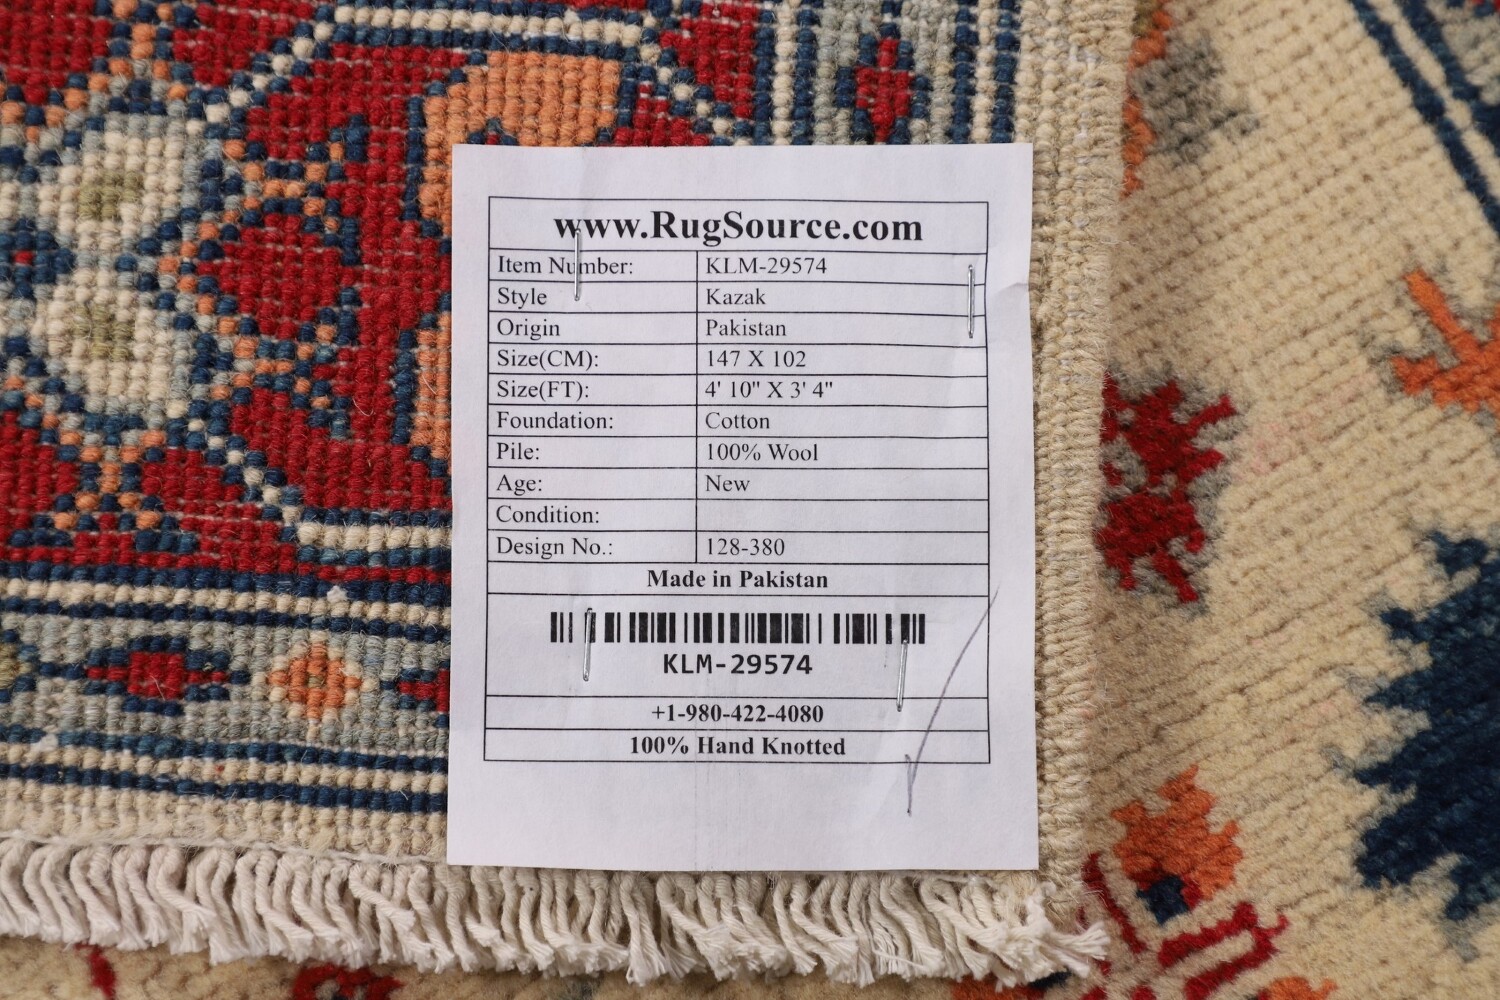 www.RugSource.com
Item Number: KLM-29574
Style Kazak
Origin Pakistan
Size(CM): 147 X 102
Size(FT): 4' 10" X 3' 4"
Foundation: Cotton
Pile: 100% Wool
Age: New
Condition:
Design No.: 128-380
Made in Pakistan
KLM-29574
+1-980-422-4080
100% Hand Knotted